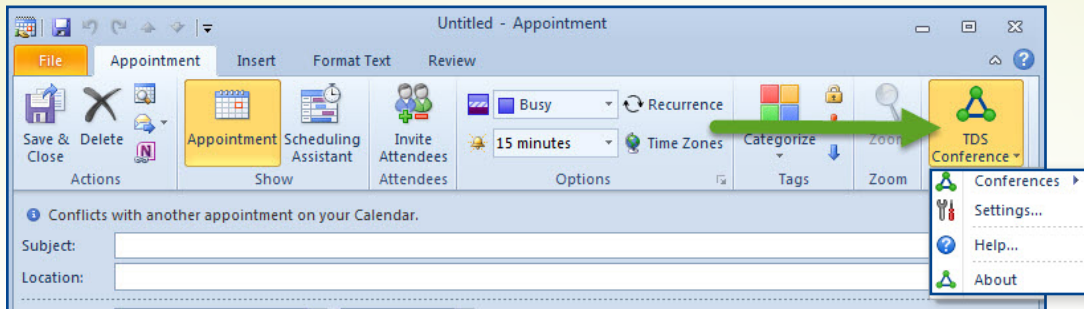 Untitled - Appointment
File Appointment Insert Format Text Review
Save & Close
Delete
Appointment
Scheduling Assistant
Invite Attendees
Busy
Recurrence
15 minutes
Time Zones
Categorize
Zoom
TDS Conference
Actions Show Attendees Options Tags Zoom
Conferences
Settings...
Help...
About
Conflicts with another appointment on your Calendar.
Subject:
Location: